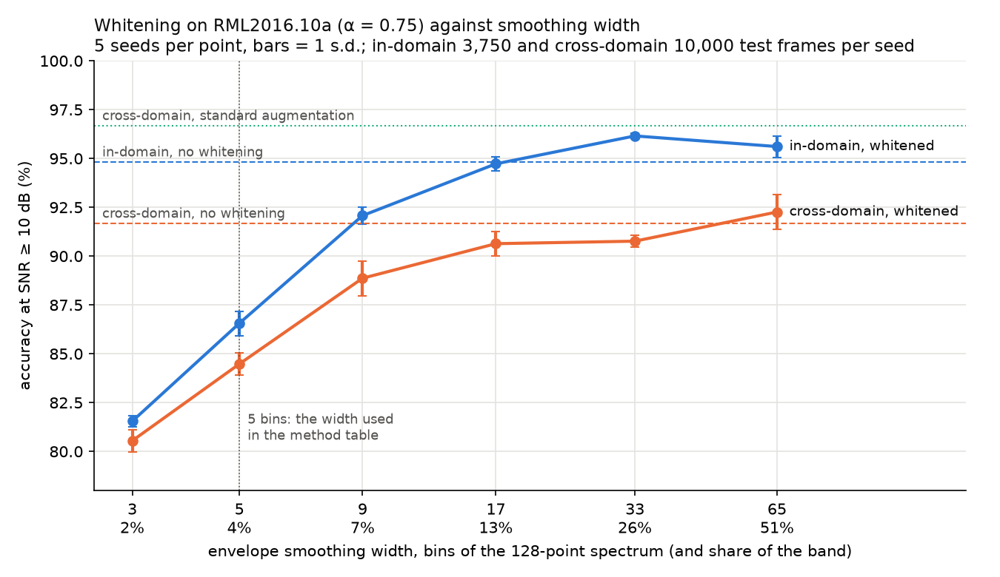 Whitening on RML2016.10a (α = 0.75) against smoothing width
5 seeds per point, bars = 1 s.d.; in-domain 3,750 and cross-domain 10,000 test frames per seed
accuracy at SNR ≥ 10 dB (%)
100.0
97.5
95.0
92.5
90.0
87.5
85.0
82.5
80.0
cross-domain, standard augmentation
in-domain, no whitening
cross-domain, no whitening
in-domain, whitened
cross-domain, whitened
5 bins: the width used
in the method table
3 5 9 17 33 65
2% 4% 7% 13% 26% 51%
envelope smoothing width, bins of the 128-point spectrum (and share of the band)